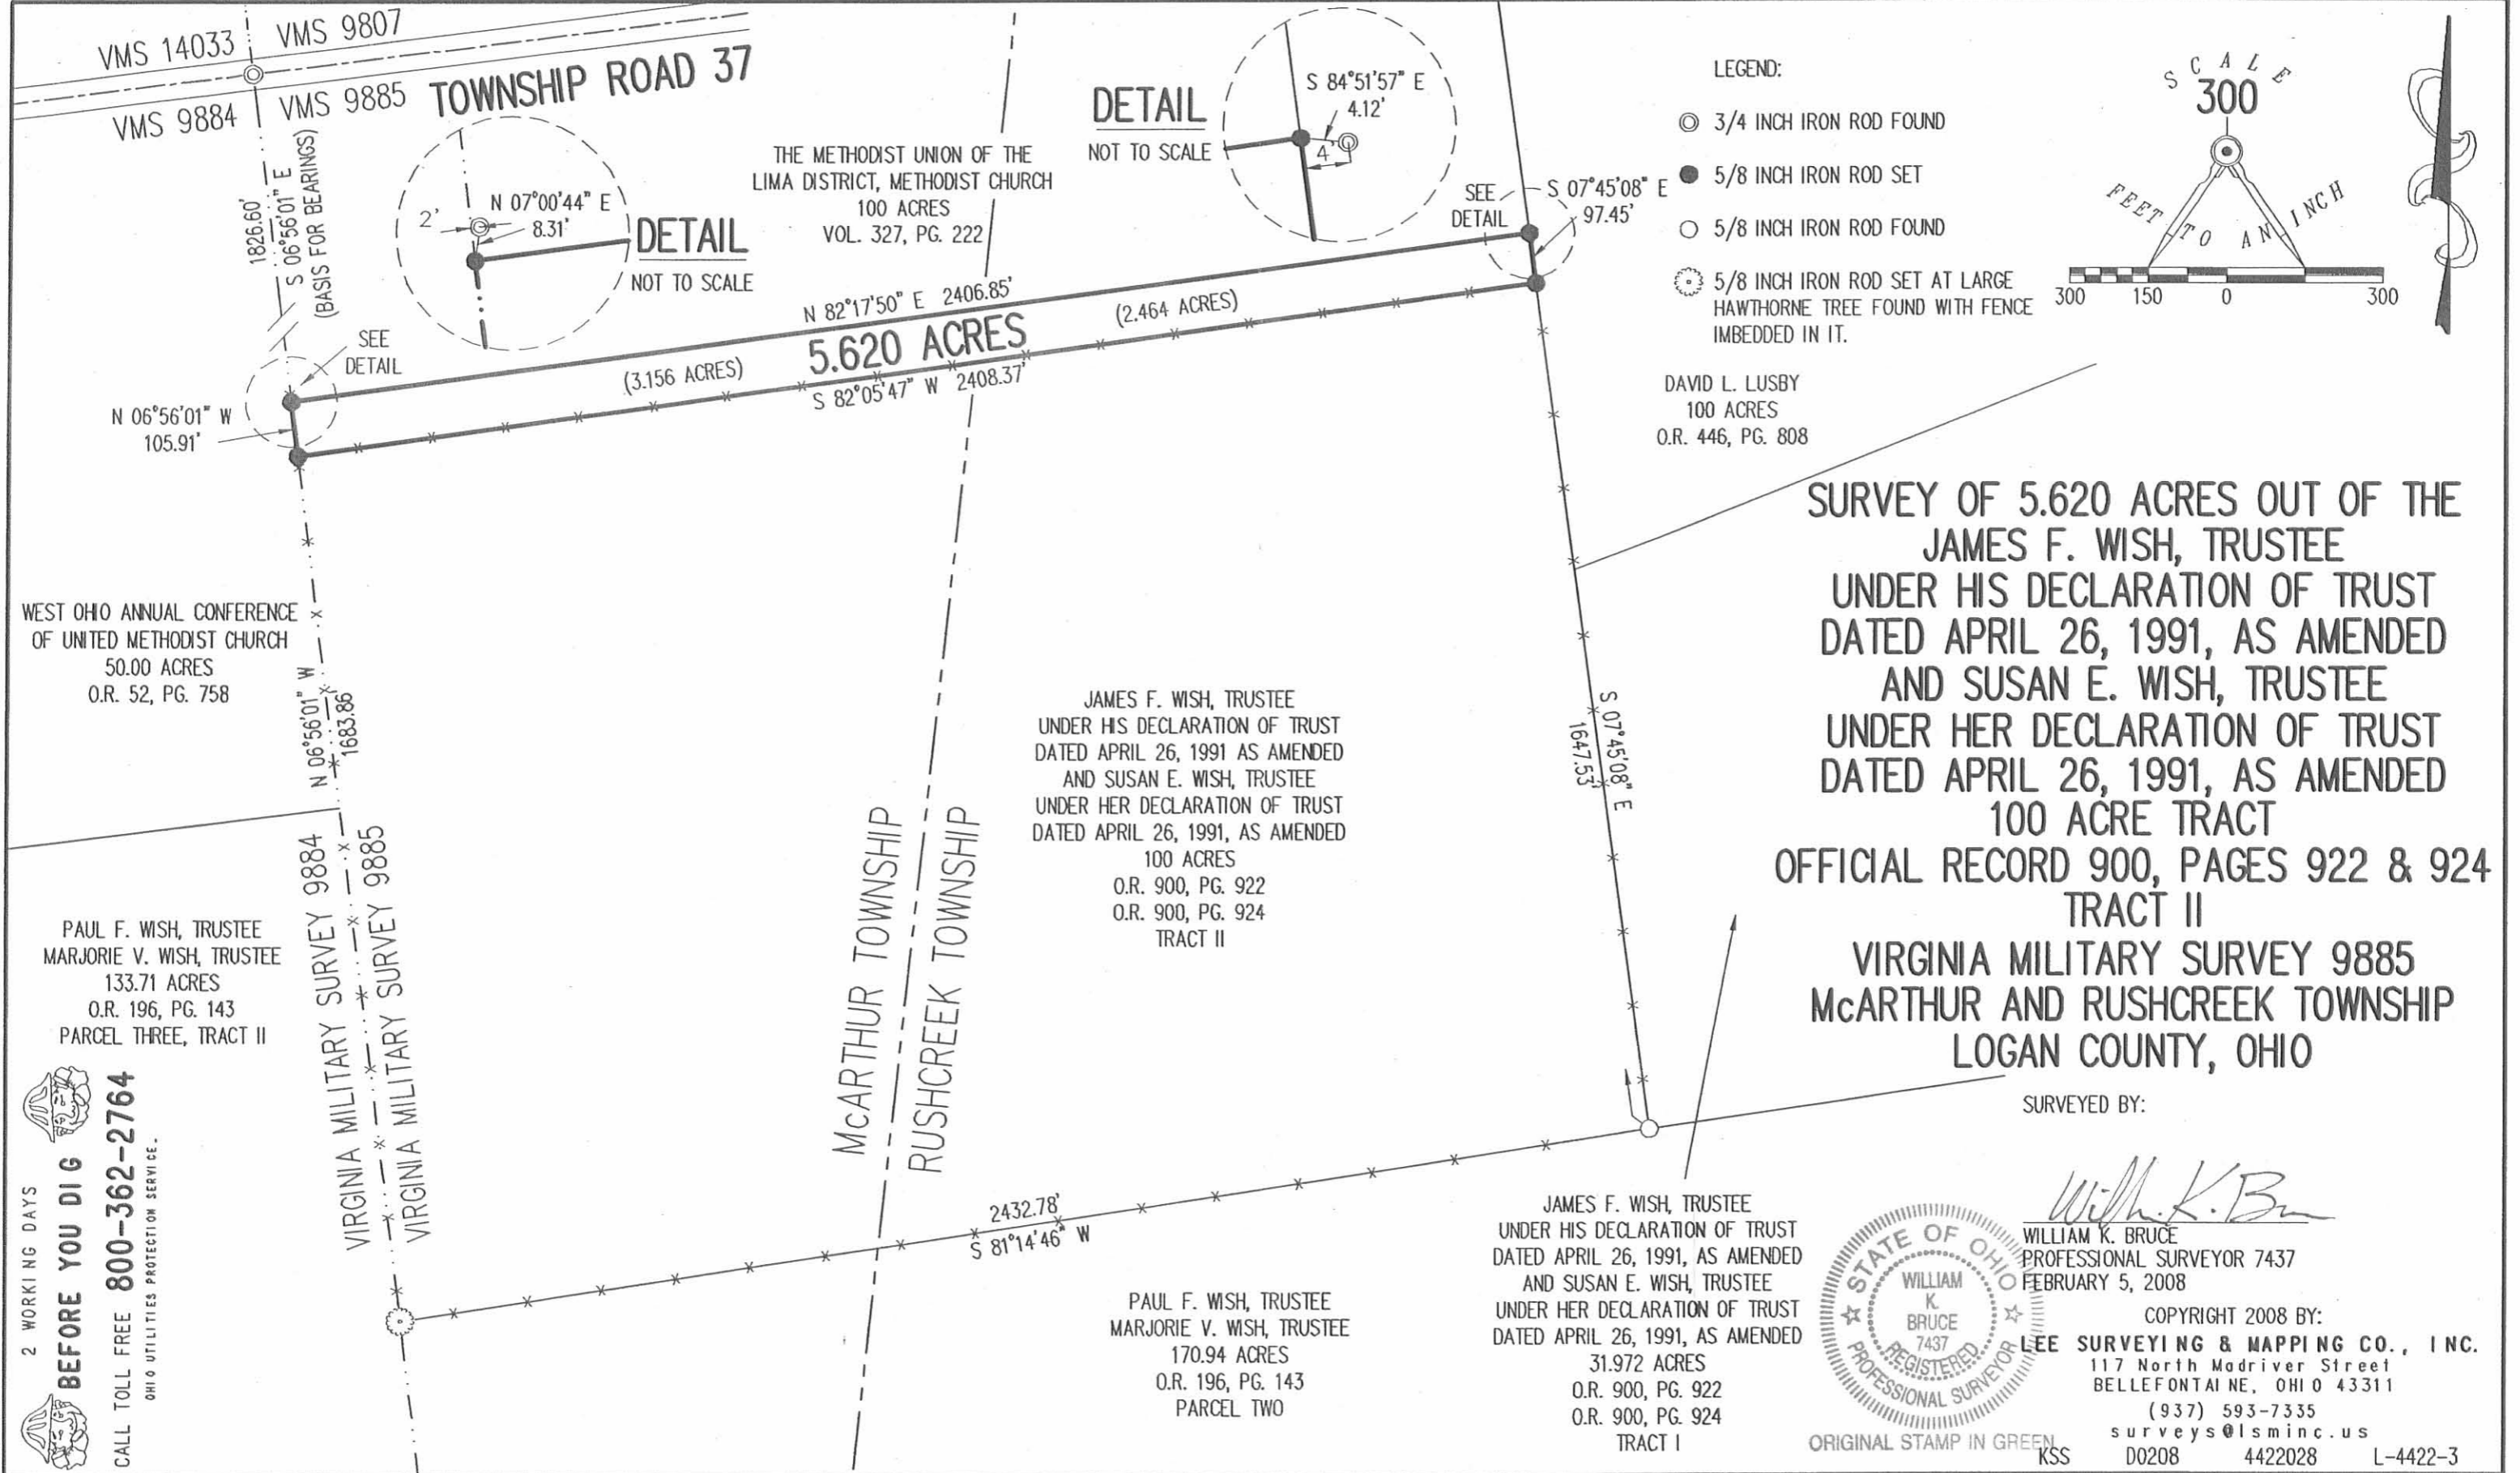 VMS 14033
VMS 9807
VMS 9884
VMS 9885
TOWNSHIP ROAD 37
1826.60'
S 06°56'01" E
(BASIS FOR BEARINGS)
2'
N 07°00'44" E
8.31'
DETAIL
NOT TO SCALE
THE METHODIST UNION OF THE
LIMA DISTRICT, METHODIST CHURCH
100 ACRES
VOL. 327, PG. 222
DETAIL
NOT TO SCALE
S 84°51'57" E
4.12'
4'
SEE
DETAIL
S 07°45'08" E
97.45'
LEGEND:
3/4 INCH IRON ROD FOUND
5/8 INCH IRON ROD SET
5/8 INCH IRON ROD FOUND
5/8 INCH IRON ROD SET AT LARGE
HAWTHORNE TREE FOUND WITH FENCE
IMBEDDED IN IT.
SCALE
300
FEET TO AN INCH
300 150 0 300
SEE
DETAIL
N 82°17'50" E 2406.85'
5.620 ACRES
(3.156 ACRES)
(2.464 ACRES)
S 82°05'47" W 2408.37'
N 06°56'01" W
105.91'
DAVID L. LUSBY
100 ACRES
O.R. 446, PG. 808
WEST OHIO ANNUAL CONFERENCE
OF UNITED METHODIST CHURCH
50.00 ACRES
O.R. 52, PG. 758
N 06°56'01" W
1683.86'
JAMES F. WISH, TRUSTEE
UNDER HIS DECLARATION OF TRUST
DATED APRIL 26, 1991 AS AMENDED
AND SUSAN E. WISH, TRUSTEE
UNDER HER DECLARATION OF TRUST
DATED APRIL 26, 1991, AS AMENDED
100 ACRES
O.R. 900, PG. 922
O.R. 900, PG. 924
TRACT II
S 07°45'08" E
1647.53'
SURVEY OF 5.620 ACRES OUT OF THE
JAMES F. WISH, TRUSTEE
UNDER HIS DECLARATION OF TRUST
DATED APRIL 26, 1991, AS AMENDED
AND SUSAN E. WISH, TRUSTEE
UNDER HER DECLARATION OF TRUST
DATED APRIL 26, 1991, AS AMENDED
100 ACRE TRACT
OFFICIAL RECORD 900, PAGES 922 & 924
TRACT II
VIRGINIA MILITARY SURVEY 9885
McARTHUR AND RUSHCREEK TOWNSHIP
LOGAN COUNTY, OHIO
PAUL F. WISH, TRUSTEE
MARJORIE V. WISH, TRUSTEE
133.71 ACRES
O.R. 196, PG. 143
PARCEL THREE, TRACT II
VIRGINIA MILITARY SURVEY 9884
VIRGINIA MILITARY SURVEY 9885
McARTHUR TOWNSHIP
RUSHCREEK TOWNSHIP
2 WORKING DAYS
BEFORE YOU DIG
CALL TOLL FREE 800-362-2764
OHIO UTILITIES PROTECTION SERVICE.
2432.78'
S 81°14'46" W
PAUL F. WISH, TRUSTEE
MARJORIE V. WISH, TRUSTEE
170.94 ACRES
O.R. 196, PG. 143
PARCEL TWO
JAMES F. WISH, TRUSTEE
UNDER HIS DECLARATION OF TRUST
DATED APRIL 26, 1991, AS AMENDED
AND SUSAN E. WISH, TRUSTEE
UNDER HER DECLARATION OF TRUST
DATED APRIL 26, 1991, AS AMENDED
31.972 ACRES
O.R. 900, PG. 922
O.R. 900, PG. 924
TRACT I
STATE OF OHIO
WILLIAM
K.
BRUCE
7437
REGISTERED
PROFESSIONAL SURVEYOR
ORIGINAL STAMP IN GREEN
SURVEYED BY:
WILLIAM K. BRUCE
PROFESSIONAL SURVEYOR 7437
FEBRUARY 5, 2008
COPYRIGHT 2008 BY:
LEE SURVEYING & MAPPING CO., INC.
117 North Madriver Street
BELLEFONTAINE, OHIO 43311
(937) 593-7335
surveys@lsminc.us
KSS D0208 4422028 L-4422-3